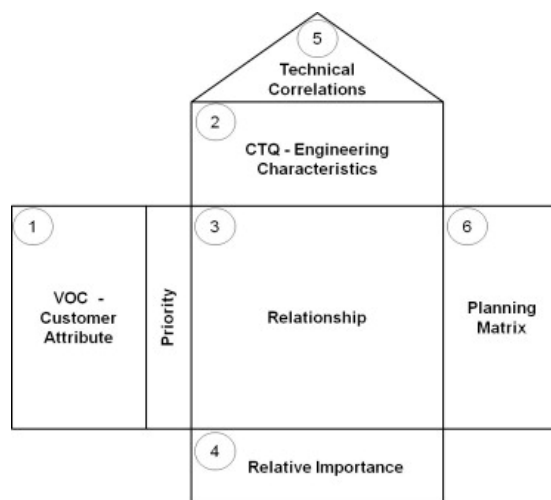 5
Technical
Correlations
2
CTQ - Engineering
Characteristics
1
VOC -
Customer
Attribute
Priority
3
Relationship
6
Planning
Matrix
4
Relative Importance